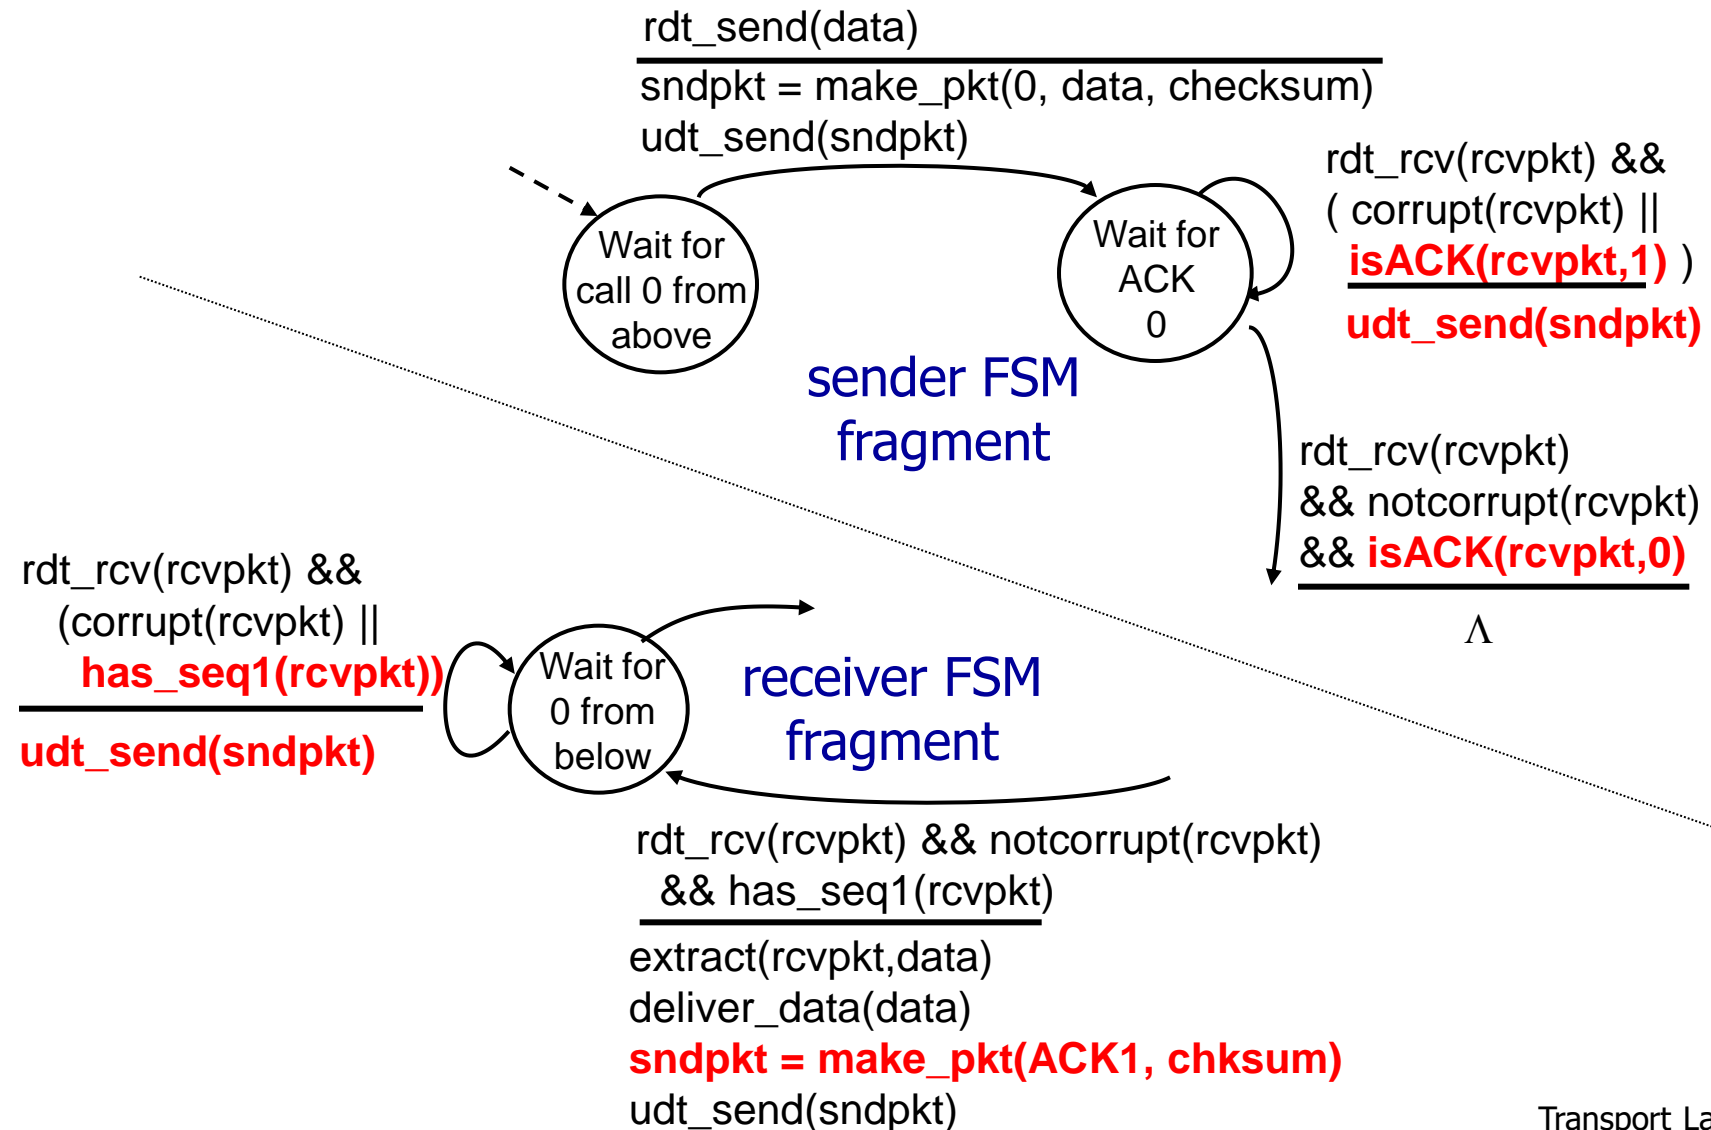 rdt_send(data)
sndpkt = make_pkt(0, data, checksum)
udt_send(sndpkt)
Wait for
call 0 from
above
Wait for
ACK
0
rdt_rcv(rcvpkt) &&
( corrupt(rcvpkt) ||
isACK(rcvpkt,1) )
udt_send(sndpkt)
sender FSM
fragment
rdt_rcv(rcvpkt)
&& notcorrupt(rcvpkt)
&& isACK(rcvpkt,0)
Λ
rdt_rcv(rcvpkt) &&
(corrupt(rcvpkt) ||
has_seq1(rcvpkt))
udt_send(sndpkt)
Wait for
0 from
below
receiver FSM
fragment
rdt_rcv(rcvpkt) && notcorrupt(rcvpkt)
&& has_seq1(rcvpkt)
extract(rcvpkt,data)
deliver_data(data)
sndpkt = make_pkt(ACK1, chksum)
udt_send(sndpkt)
Transport La